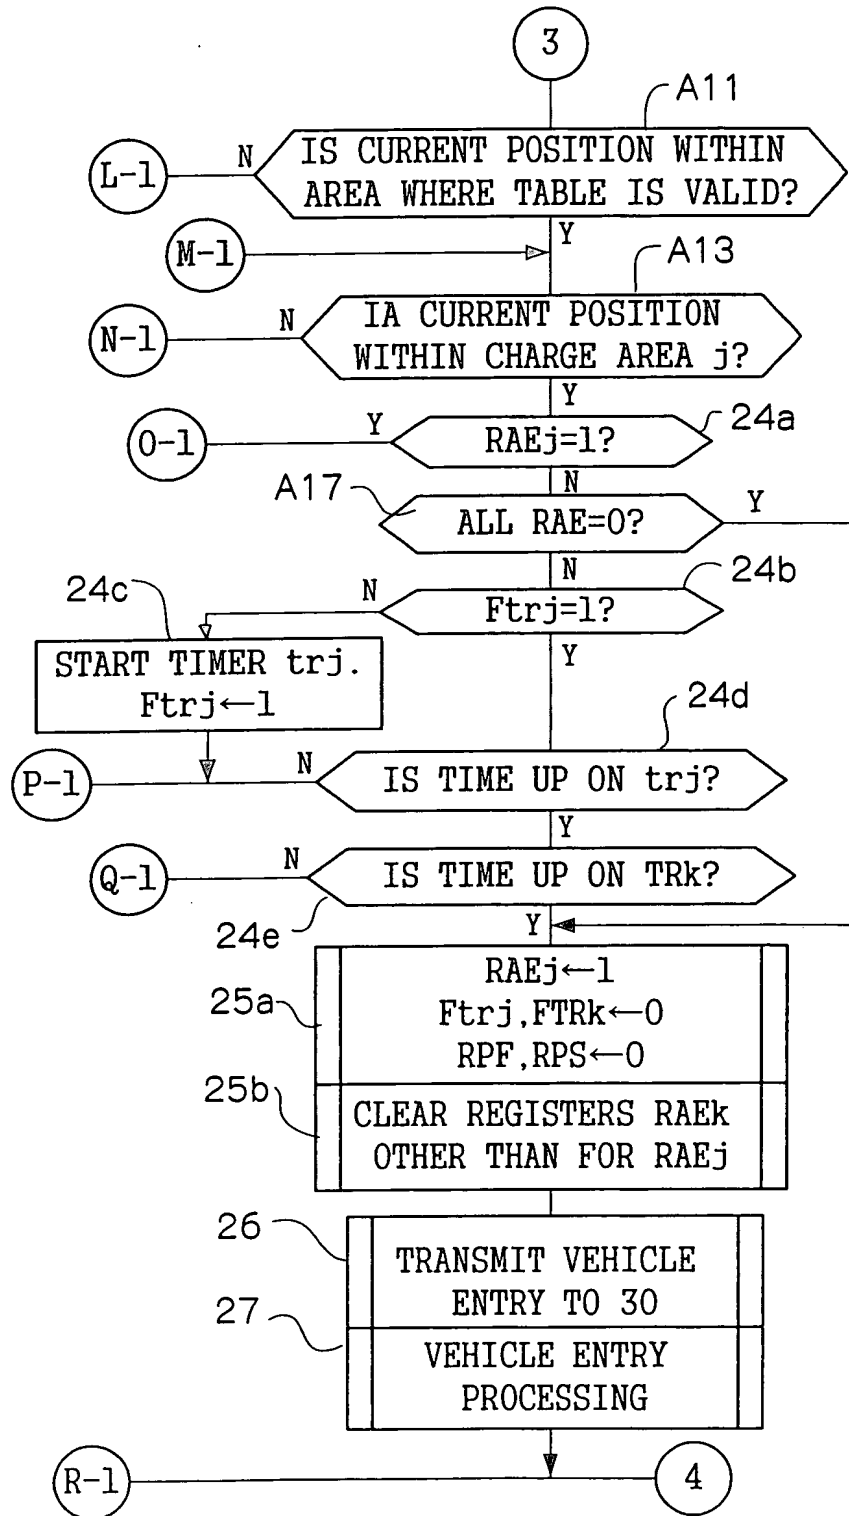 3
A11
L-1
N
IS CURRENT POSITION WITHIN
AREA WHERE TABLE IS VALID?
Y
M-1
A13
N-1
N
IA CURRENT POSITION
WITHIN CHARGE AREA j?
Y
O-1
Y
RAEj=1?
24a
N
A17
ALL RAE=0?
Y
N
24b
24c
N
Ftrj=1?
Y
START TIMER trj.
Ftrj←1
24d
P-1
N
IS TIME UP ON trj?
Y
Q-1
N
IS TIME UP ON TRk?
24e
Y
25a
RAEj←1
Ftrj,FTRk←0
RPF,RPS←0
25b
CLEAR REGISTERS RAEk
OTHER THAN FOR RAEj
26
TRANSMIT VEHICLE
ENTRY TO 30
27
VEHICLE ENTRY
PROCESSING
R-1
4